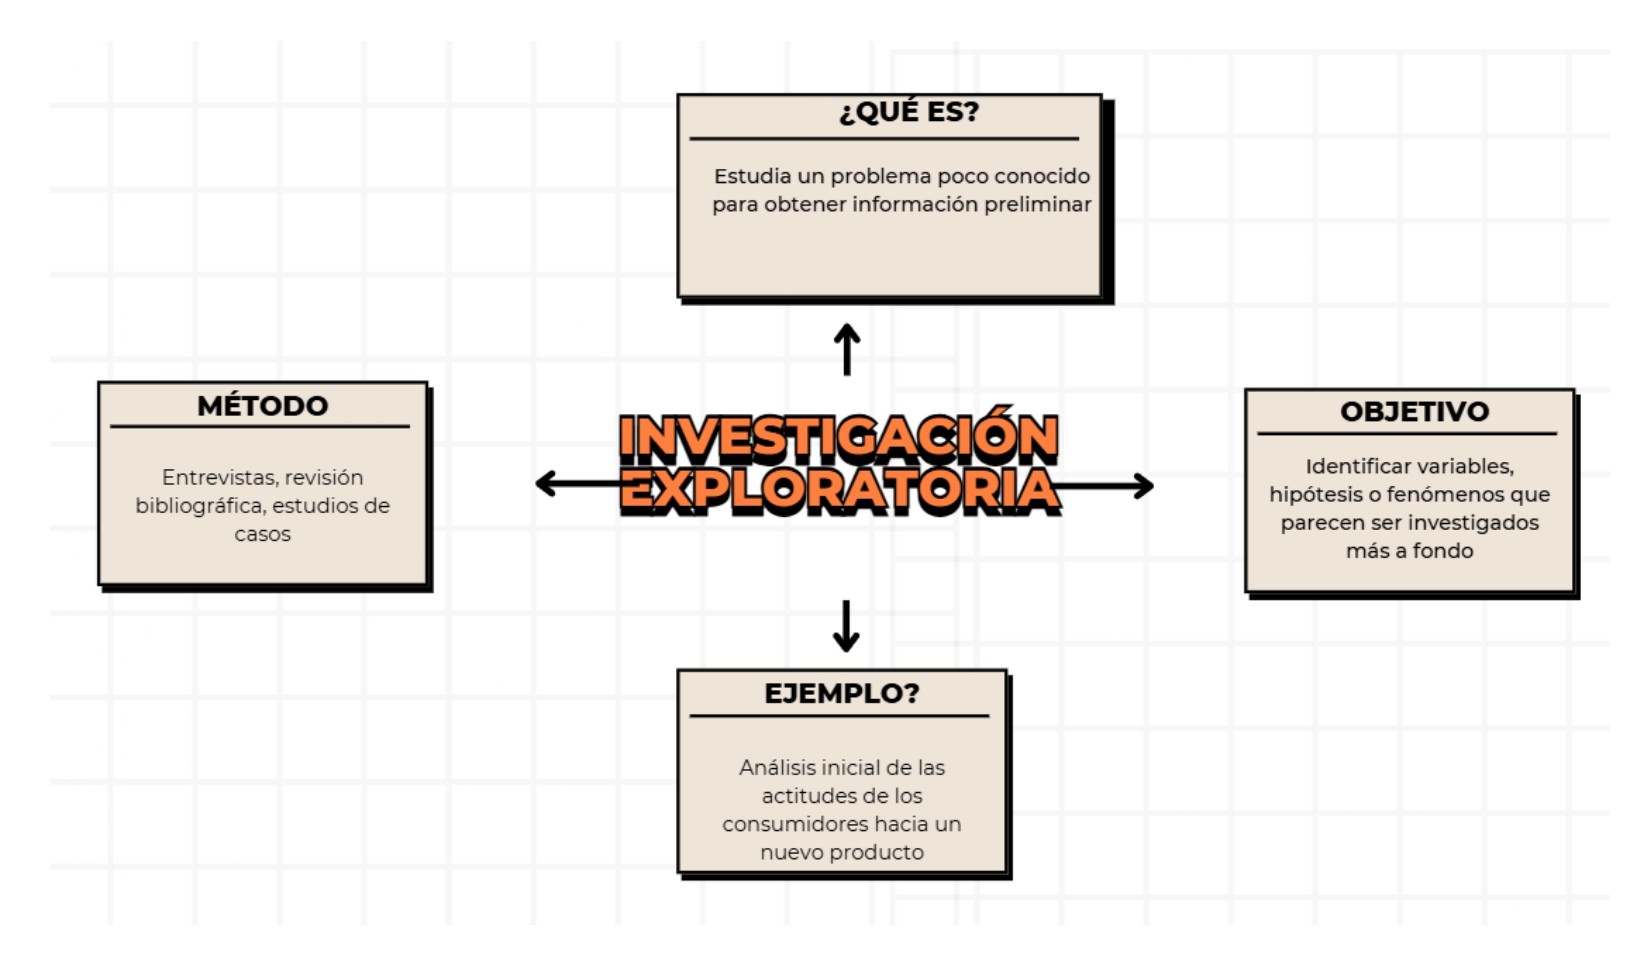 ¿QUÉ ES?
Estudia un problema poco conocido
para obtener información preliminar
MÉTODO
Entrevistas, revisión
bibliográfica, estudios de
casos
INVESTIGACIÓN
EXPLORATORIA
OBJETIVO
Identificar variables,
hipótesis o fenómenos que
parecen ser investigados
más a fondo
EJEMPLO?
Análisis inicial de las
actitudes de los
consumidores hacia un
nuevo producto